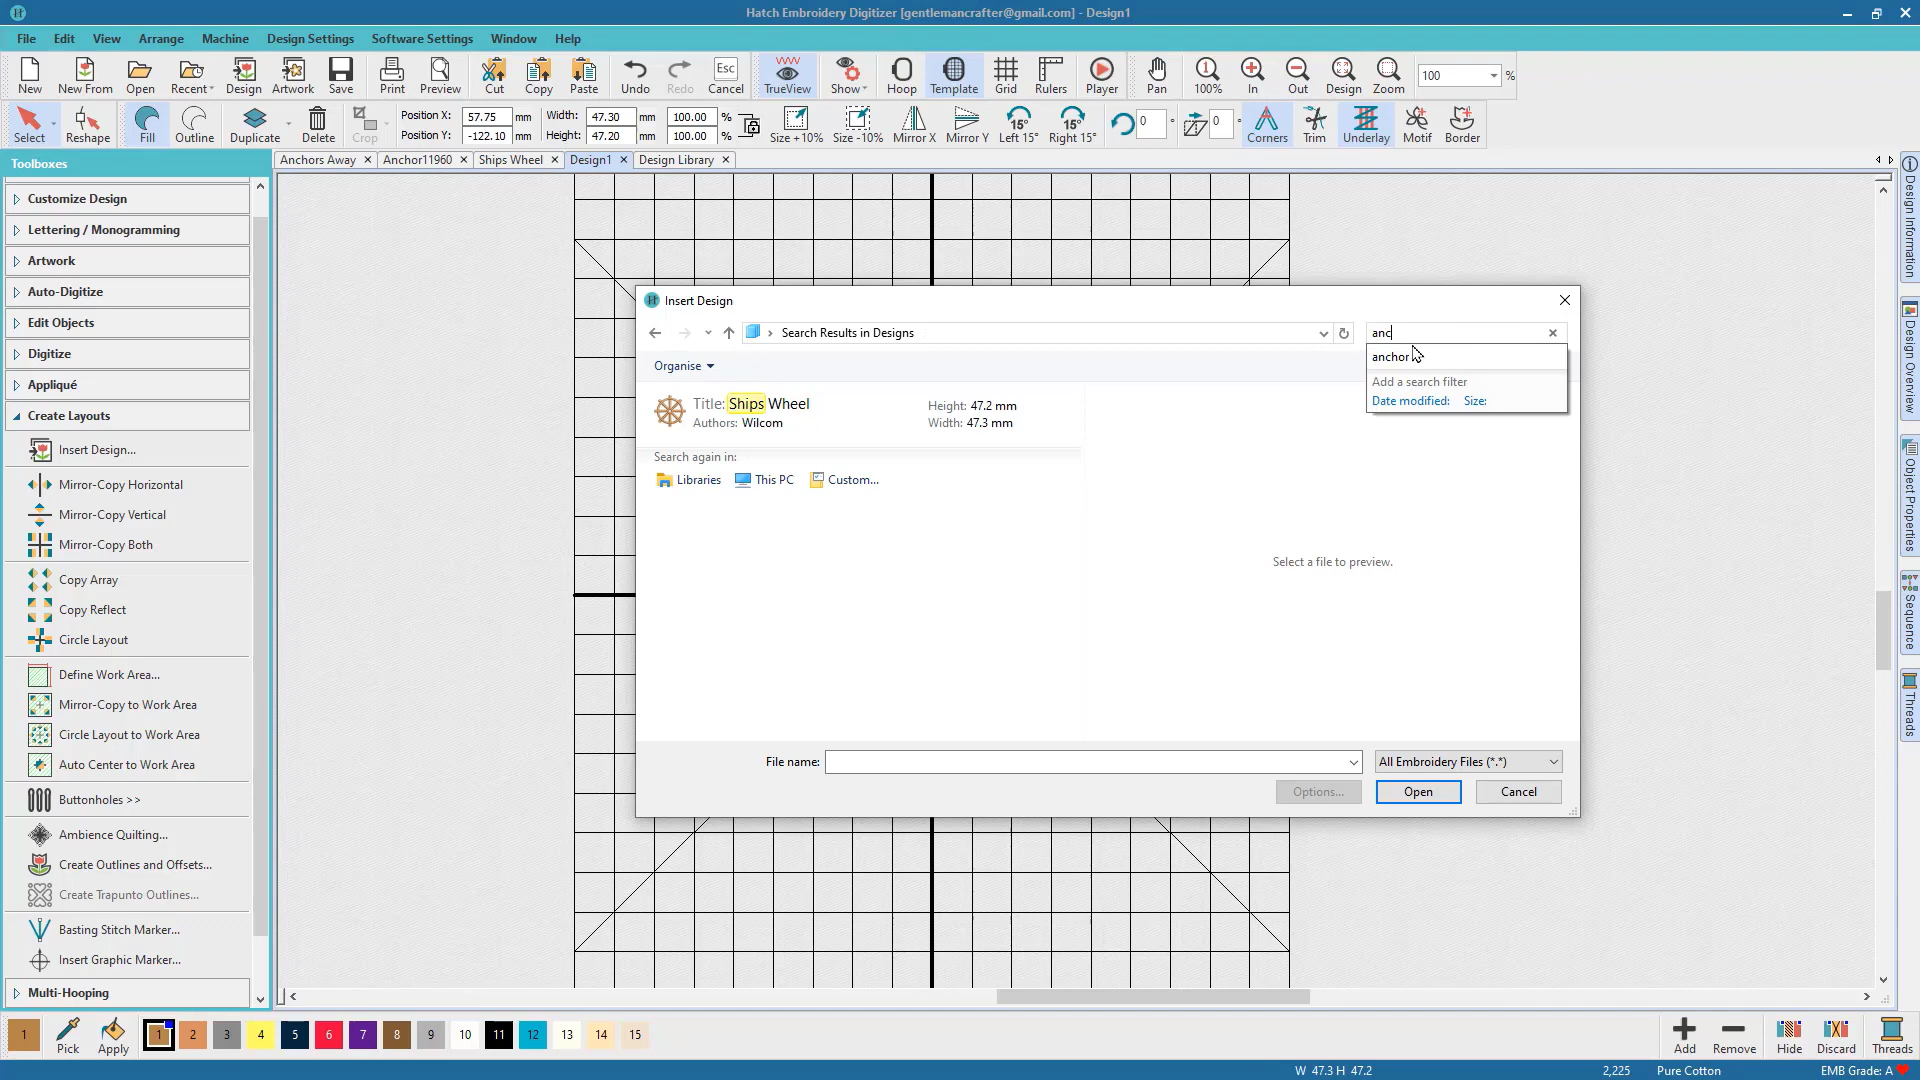 Hatch Embroidery Digitizer [gentlemancrafter@gmail.com] - Design1
File Edit View Arrange Machine Design Settings Software Settings Window Help
New New From Open Recent Design Artwork Save Print Preview Cut Copy Paste Undo Redo Esc Cancel TrueView Show Hoop Template Grid Rulers Player Pan 1 100% In Out Design Zoom 100 %
Select Reshape Fill Outline Duplicate Delete Crop
Position X: 57.75 mm Width: 47.30 mm 100.00 %
Position Y: -122.10 mm Height: 47.20 mm 100.00 %
Size +10% Size -10% Mirror X Mirror Y 15° Left 15° 15° Right 15° 0 ° 0 ° Corners Trim Underlay Motif Border
Toolboxes
Anchors Away Anchor11960 Ships Wheel Design1 Design Library
Customize Design
Lettering / Monogramming
Artwork
Auto-Digitize
Edit Objects
Digitize
Appliqué
Create Layouts
Insert Design...
Mirror-Copy Horizontal
Mirror-Copy Vertical
Mirror-Copy Both
Copy Array
Copy Reflect
Circle Layout
Define Work Area...
Mirror-Copy to Work Area
Circle Layout to Work Area
Auto Center to Work Area
Buttonholes >>
Ambience Quilting...
Create Outlines and Offsets...
Create Trapunto Outlines...
Basting Stitch Marker...
Insert Graphic Marker...
Multi-Hooping
Insert Design
Search Results in Designs
anc
anchor
Add a search filter
Date modified: Size:
Organise
Title: Ships Wheel
Authors: Wilcom
Height: 47.2 mm
Width: 47.3 mm
Search again in:
Libraries This PC Custom...
Select a file to preview.
File name: All Embroidery Files (*.*)
Options... Open Cancel
Design Information
Design Overview
Object Properties
Sequence
Threads
1 Pick Apply 1 2 3 4 5 6 7 8 9 10 11 12 13 14 15 Add Remove Hide Discard Threads
W 47.3 H 47.2 2,225 Pure Cotton EMB Grade: A